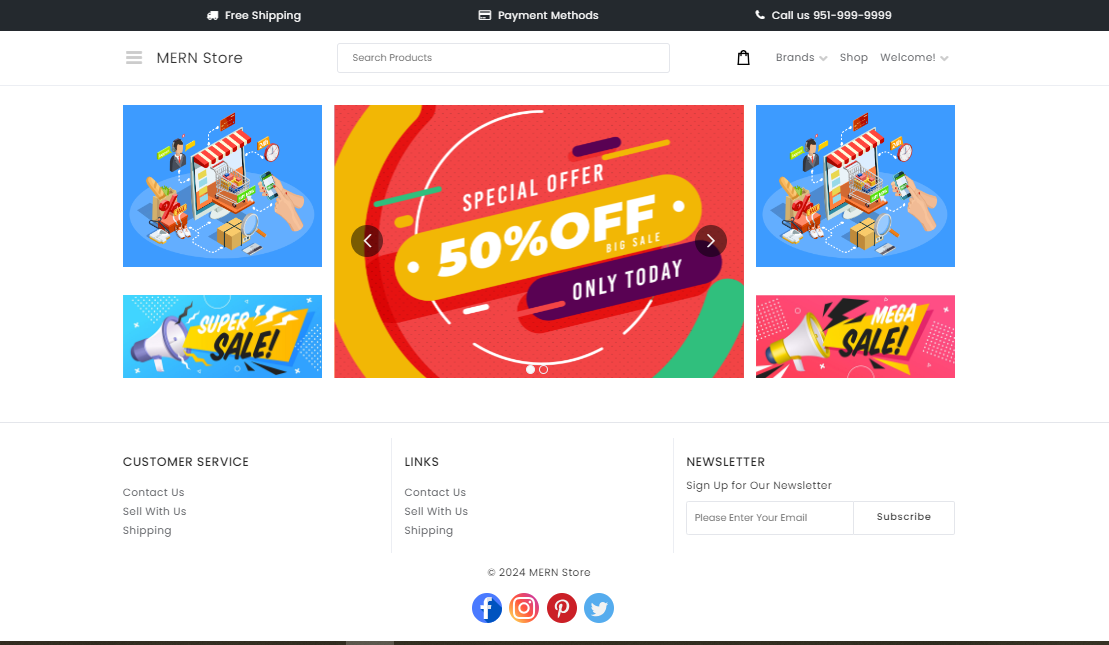 Free Shipping
Payment Methods
Call us 951-999-9999
MERN Store
Search Products
Brands
Shop
Welcome!
SPECIAL OFFER
50%OFF
BIG SALE
ONLY TODAY
SUPER
SALE!
MEGA
SALE!
CUSTOMER SERVICE
Contact Us
Sell With Us
Shipping
LINKS
Contact Us
Sell With Us
Shipping
NEWSLETTER
Sign Up for Our Newsletter
Please Enter Your Email
Subscribe
© 2024 MERN Store